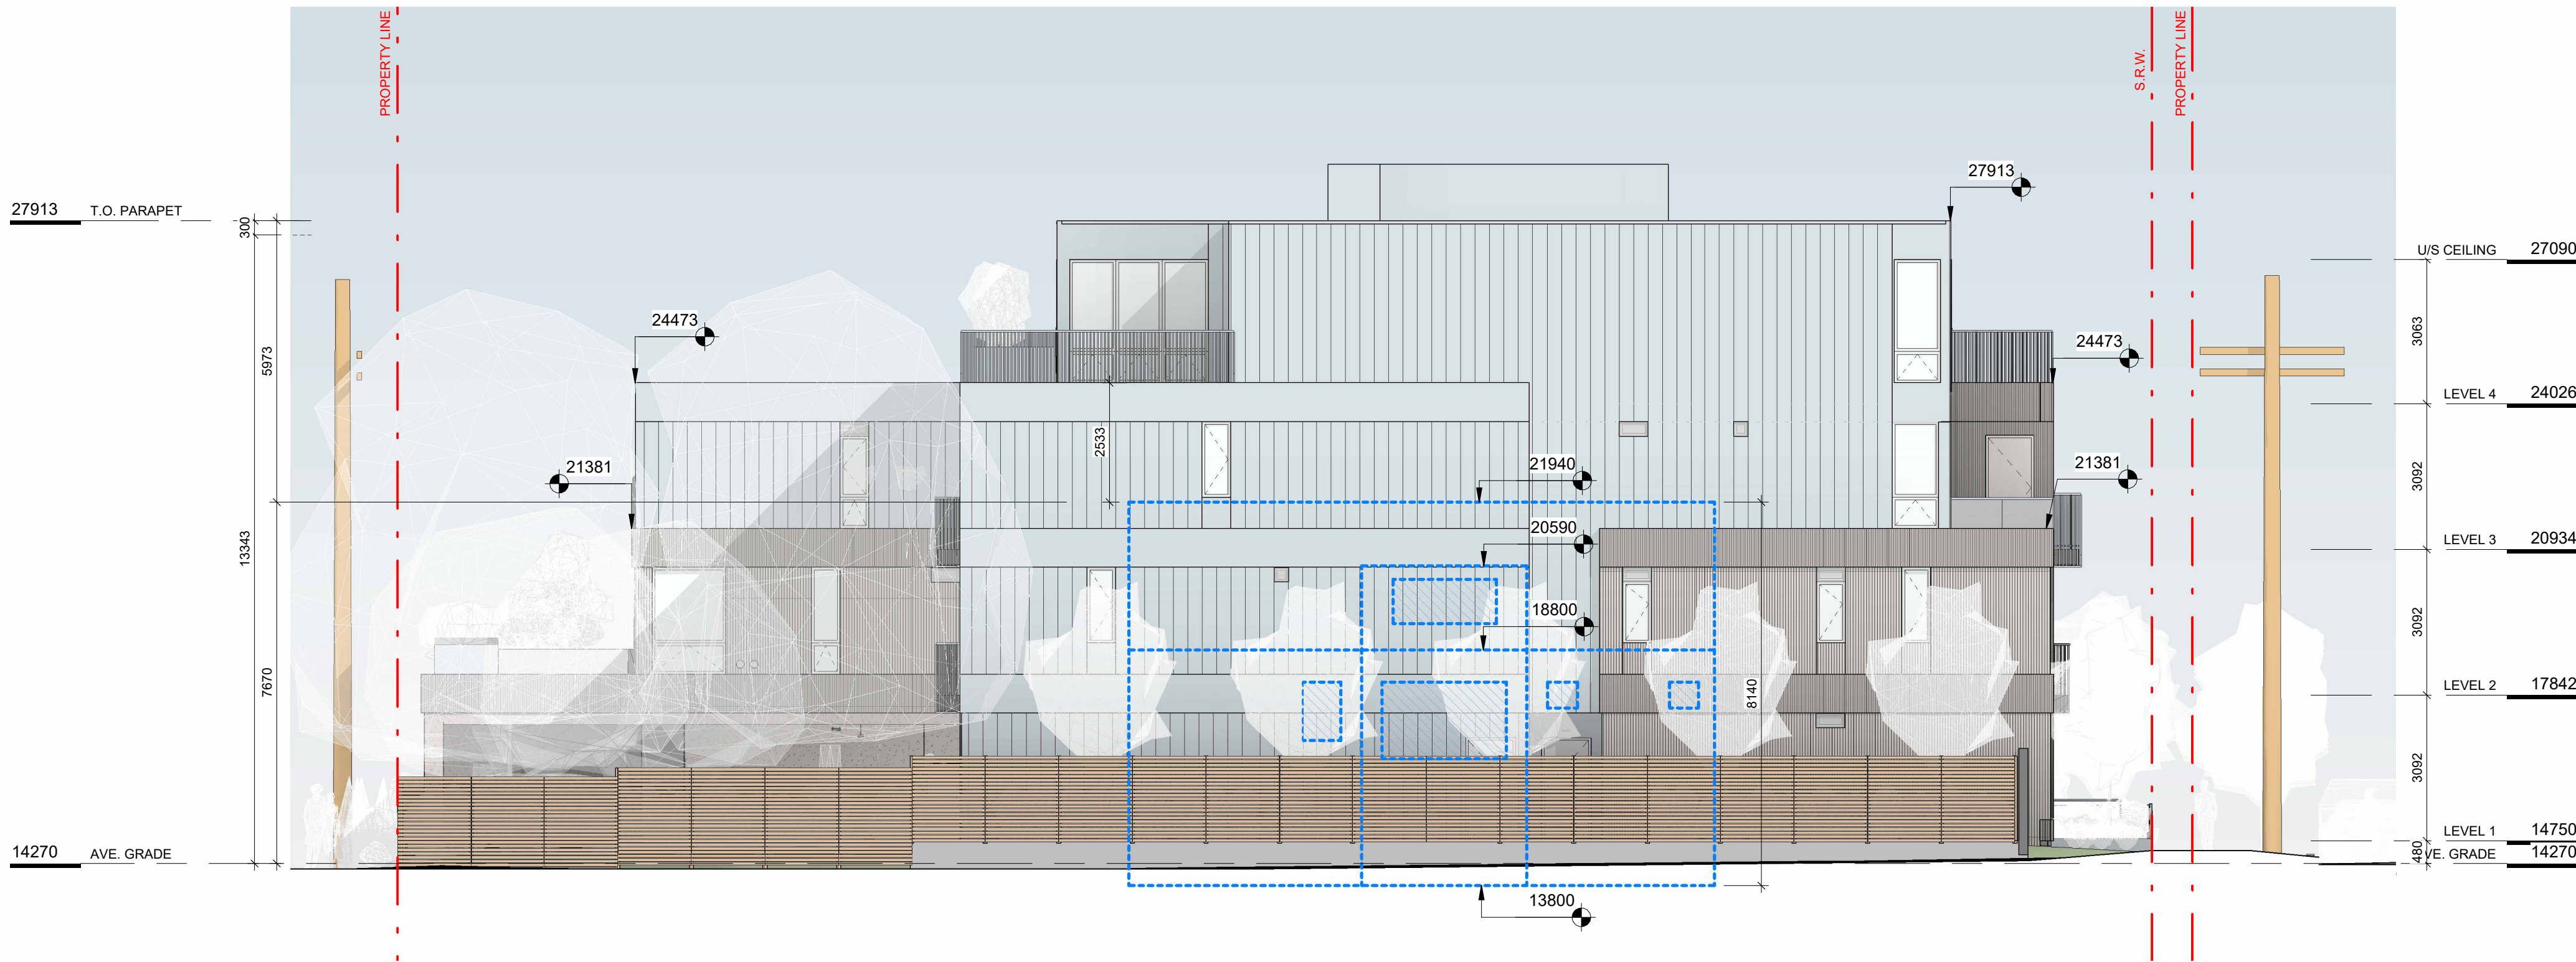 PROPERTY LINE
S.R.W.
PROPERTY LINE
27913
27913 T.O. PARAPET
300
U/S CEILING 27090
24473
24473
5973
3063
LEVEL 4 24026
2533
21381
21940
21381
3092
20590
LEVEL 3 20934
13343
18800
3092
7670
8140
LEVEL 2 17842
3092
LEVEL 1 14750
14270 AVE. GRADE
480
VE. GRADE 14270
13800